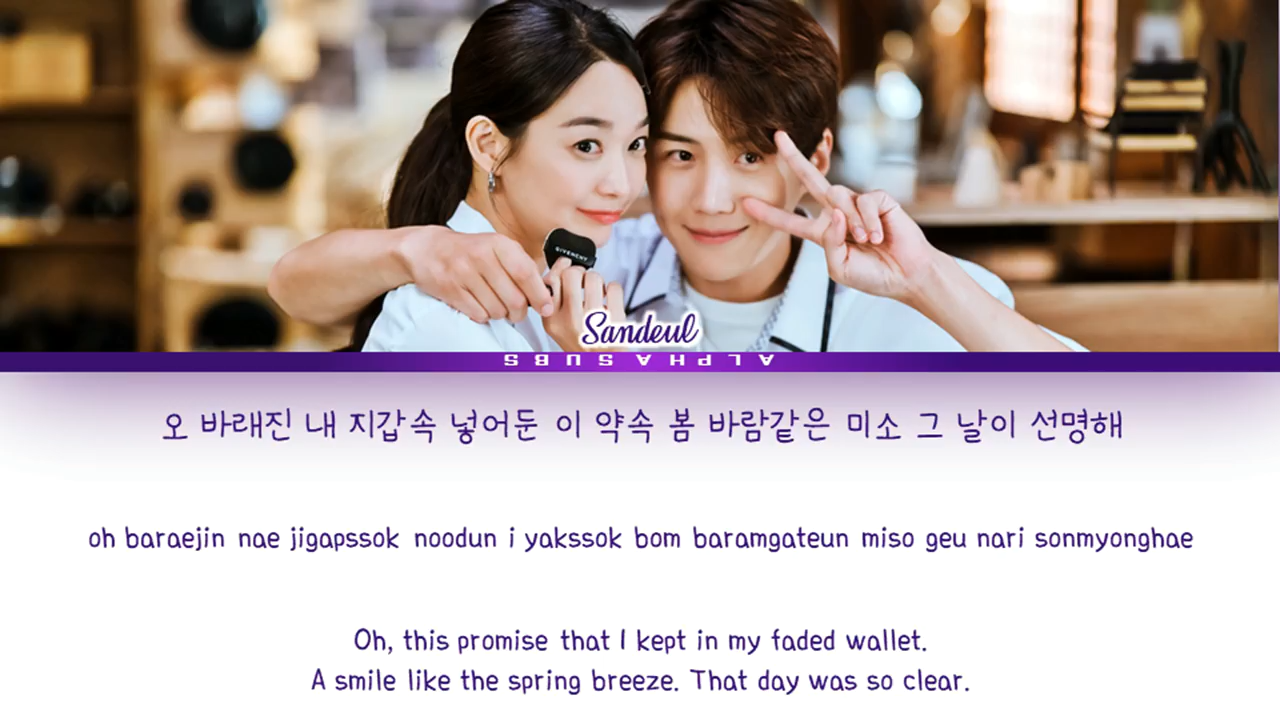 GIVENCHY
Sandeul
ALPHASUBS
오 바래진 내 지갑속 넣어둔 이 약속 봄 바람같은 미소 그 날이 선명해
oh baraejin nae jigapssok noodun i yakssok bom baramgateun miso geu nari sonmyonghae
Oh, this promise that I kept in my faded wallet.
A smile like the spring breeze. That day was so clear.